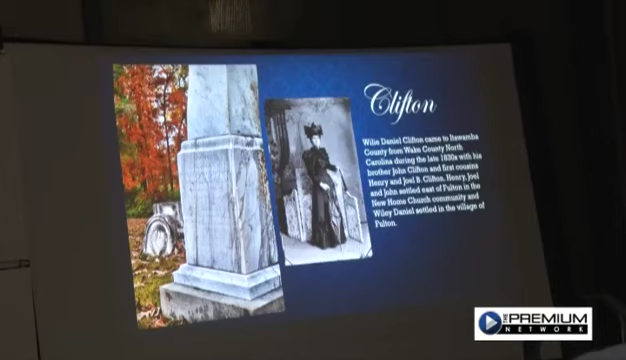 Clifton
Wilie Daniel Clifton came to Itawamba
County from Wake County North
Carolina during the late 1830s with his
brother John Clifton and first cousins
Henry and Joel B. Clifton. Henry, Joel
and John settled east of Fulton in the
New Home Church community and
Wiley Daniel settled in the village of
Fulton.
THE PREMIUM
NETWORK